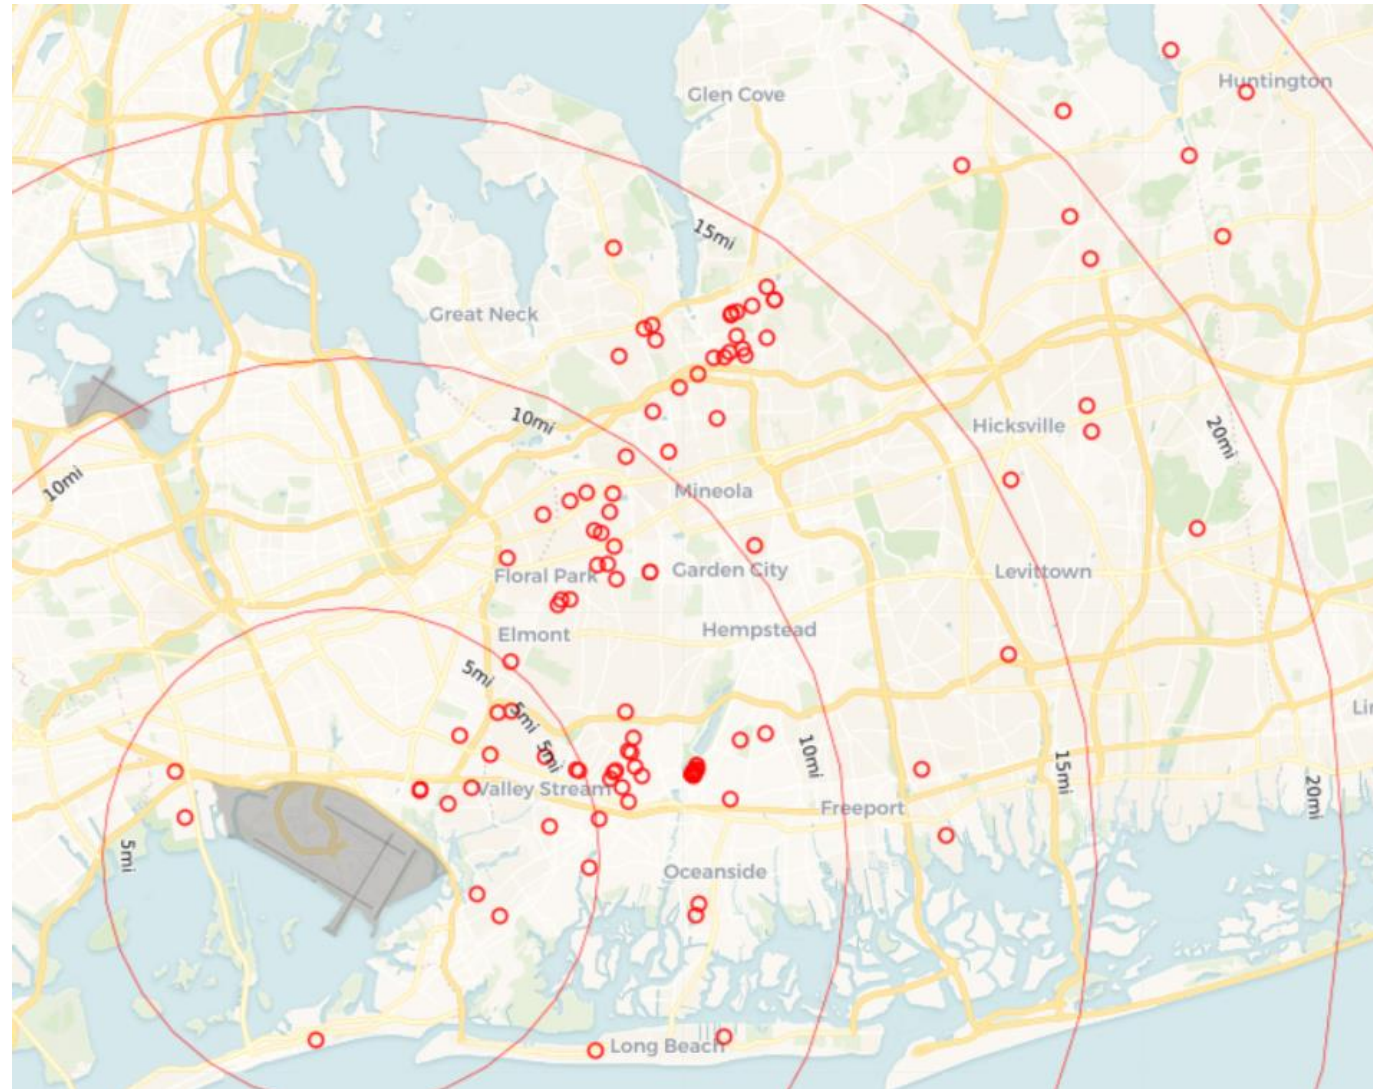 Glen Cove
Huntington
15mi
Great Neck
10mi
20mi
Hicksville
10mi
Mineola
Floral Park
Garden City
Levittown
Elmont
Hempstead
5mi
5mi
5mi
10mi
15mi
20mi
Valley Stream
Freeport
5mi
Oceanside
Long Beach